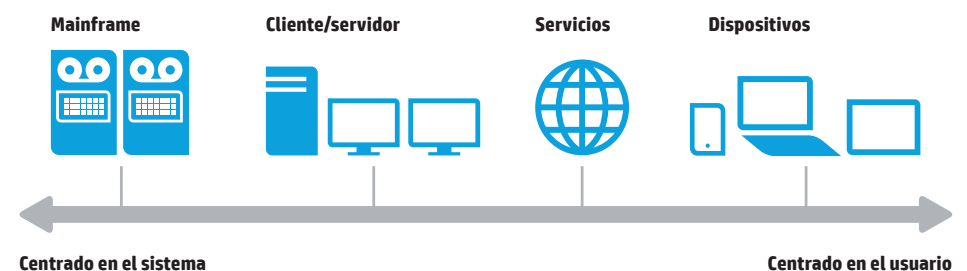 Mainframe
Cliente/servidor
Servicios
Dispositivos
Centrado en el sistema
Centrado en el usuario